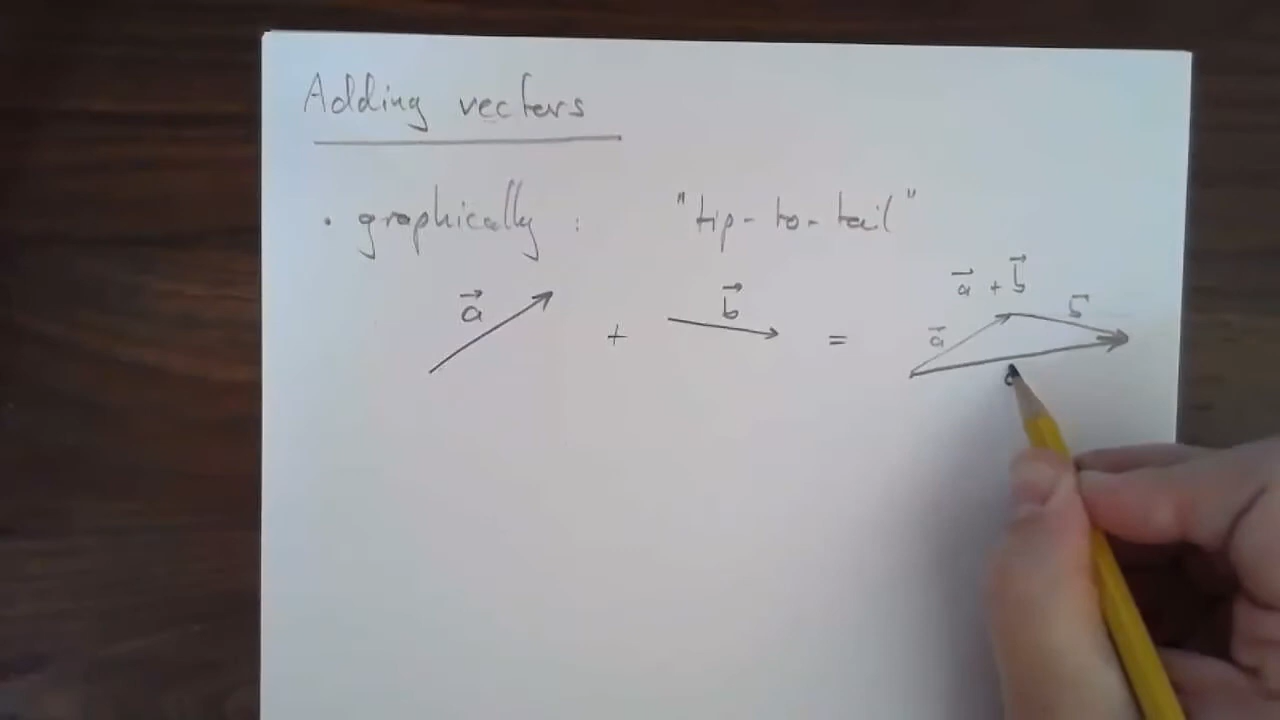 Adding vectors
• graphically : "tip-to-tail"
a⃗ + b⃗ = a⃗ + b⃗
a⃗ b⃗